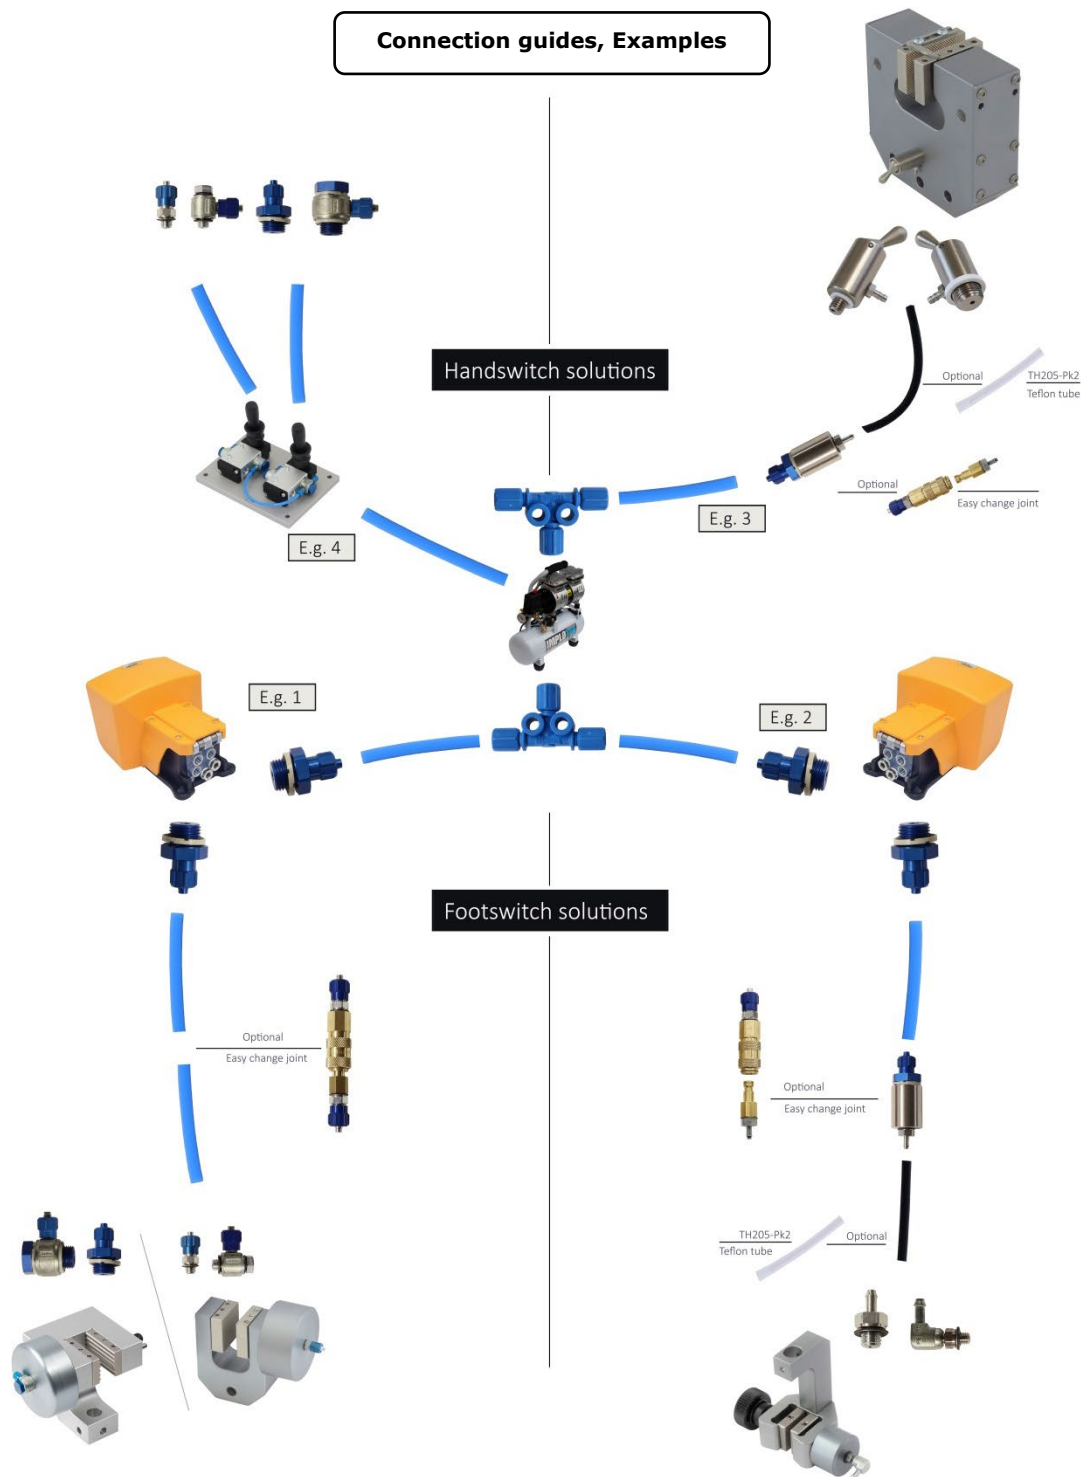 Connection guides, Examples
Handswitch solutions
Optional
TH205-Pk2
Teflon tube
Optional
Easy change joint
E.g. 3
E.g. 4
E.g. 1
E.g. 2
Footswitch solutions
Optional
Easy change joint
Optional
Easy change joint
TH205-Pk2
Teflon tube
Optional